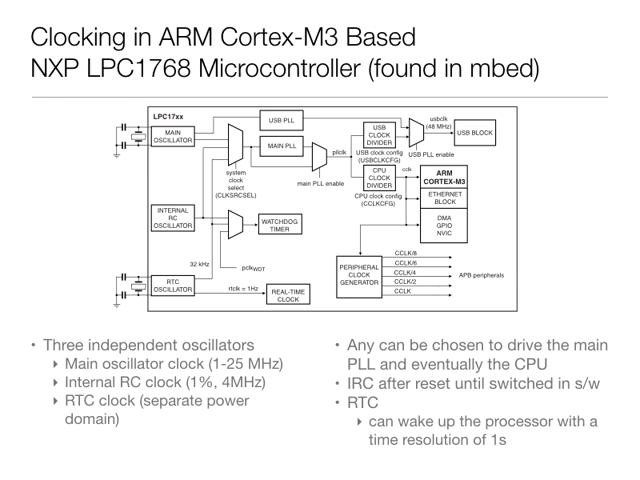 Clocking in ARM Cortex-M3 Based
NXP LPC1768 Microcontroller (found in mbed)
LPC17xx
MAIN
OSCILLATOR
USB PLL
MAIN PLL
system
clock
select
(CLKSRCSEL)
main PLL enable
pllclk
USB
CLOCK
DIVIDER
USB clock config
(USBCLKCFG)
usbclk
(48 MHz)
USB PLL enable
USB BLOCK
CPU
CLOCK
DIVIDER
CPU clock config
(CCLKCFG)
cclk
ARM
CORTEX-M3
ETHERNET
BLOCK
DMA
GPIO
NVIC
INTERNAL
RC
OSCILLATOR
WATCHDOG
TIMER
32 kHz
pclkWDT
RTC
OSCILLATOR
rtclk = 1Hz
REAL-TIME
CLOCK
PERIPHERAL
CLOCK
GENERATOR
CCLK/8
CCLK/6
CCLK/4
CCLK/2
CCLK
APB peripherals
• Three independent oscillators
‣ Main oscillator clock (1-25 MHz)
‣ Internal RC clock (1%, 4MHz)
‣ RTC clock (separate power
domain)
• Any can be chosen to drive the main
PLL and eventually the CPU
• IRC after reset until switched in s/w
• RTC
‣ can wake up the processor with a
time resolution of 1s